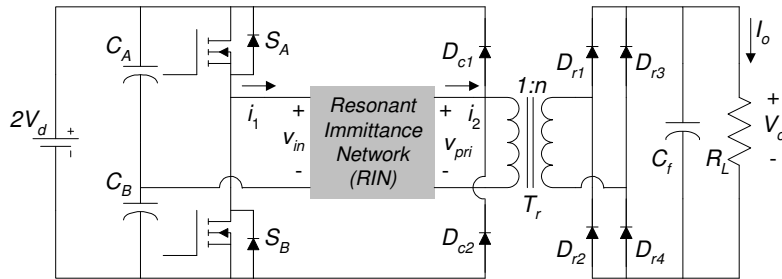 2V_d
+
-
C_A
C_B
S_A
S_B
i_1
+
v_in
-
Resonant
Immittance
Network
(RIN)
+
v_pri
-
i_2
D_c1
D_c2
1:n
T_r
D_r1
D_r3
D_r2
D_r4
C_f
R_L
I_o
+
V_o
-